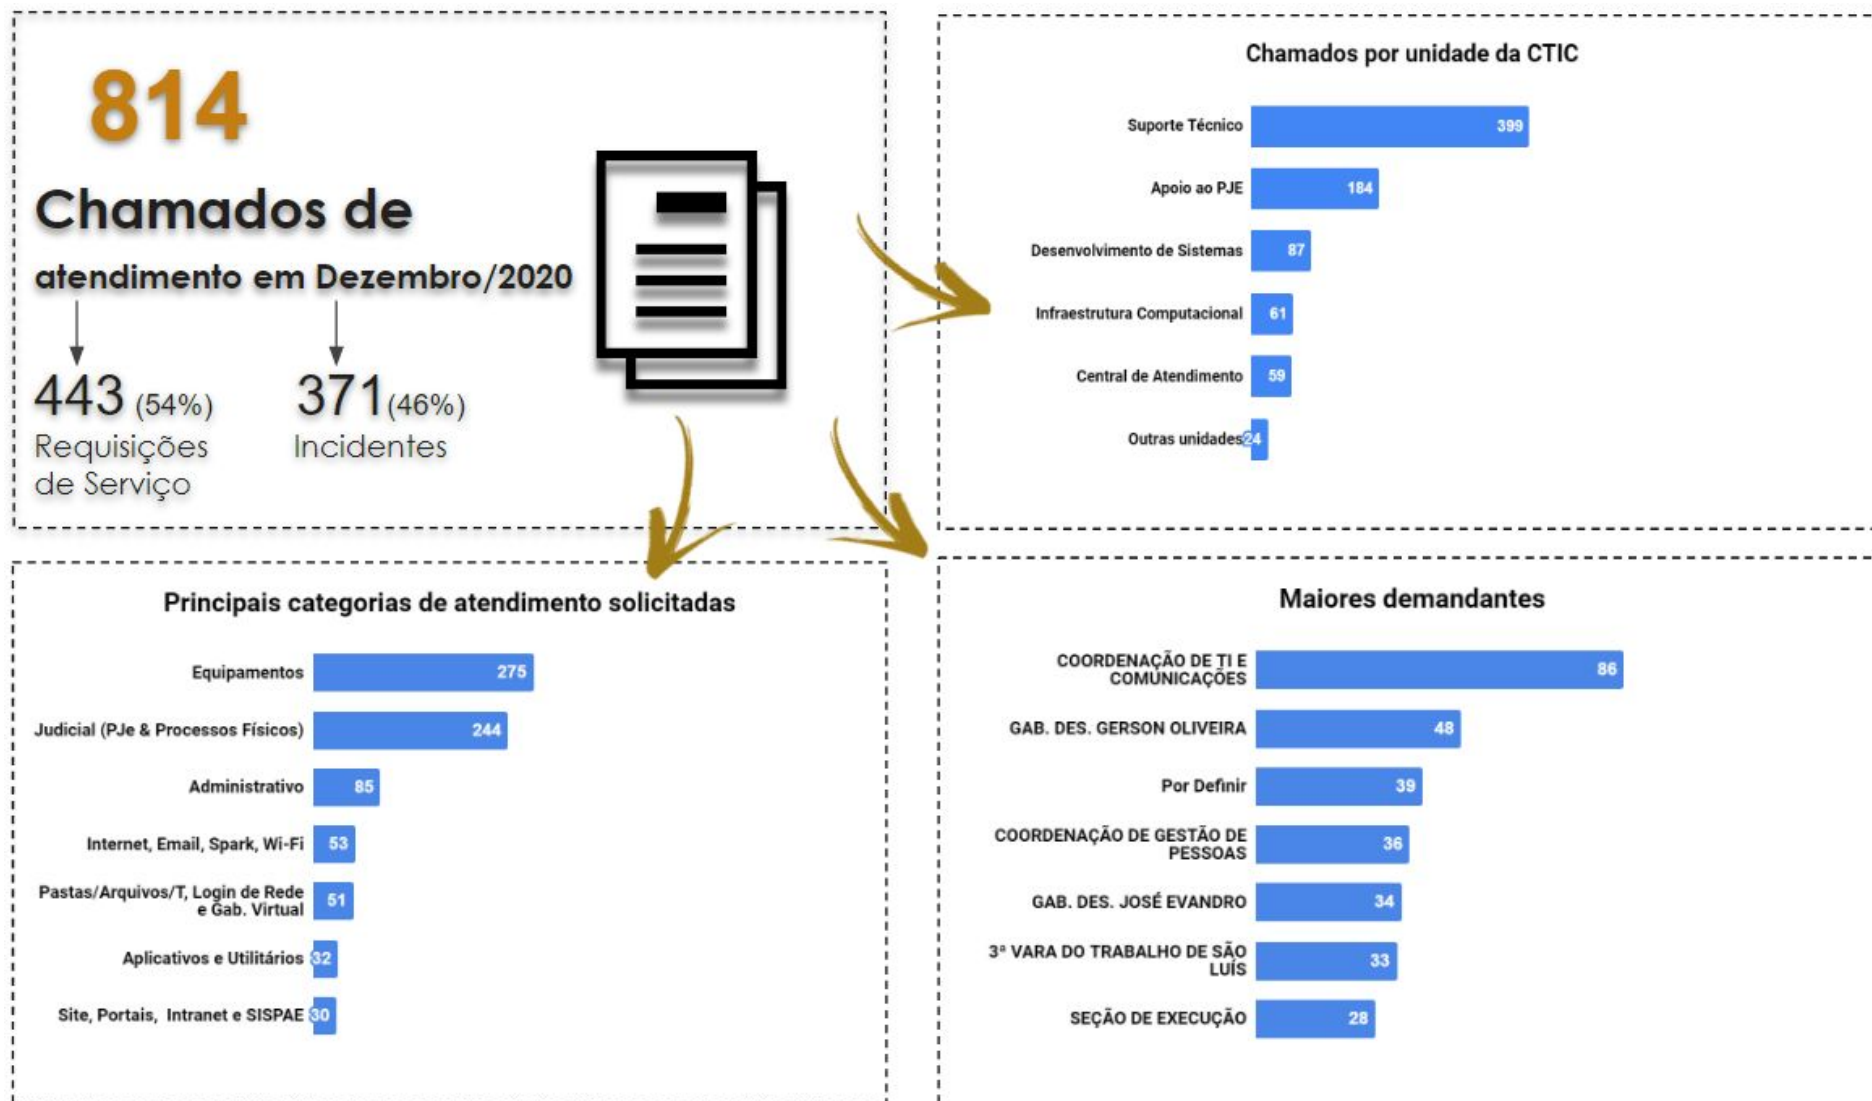 814
Chamados de
atendimento em Dezembro/2020
443 (54%)
Requisições
de Serviço
371(46%)
Incidentes
Chamados por unidade da CTIC
Suporte Técnico 399
Apoio ao PJE 184
Desenvolvimento de Sistemas 87
Infraestrutura Computacional 61
Central de Atendimento 59
Outras unidades 24
Principais categorias de atendimento solicitadas
Equipamentos 275
Judicial (PJe & Processos Físicos) 244
Administrativo 85
Internet, Email, Spark, Wi-Fi 53
Pastas/Arquivos/T, Login de Rede
e Gab. Virtual 51
Aplicativos e Utilitários 32
Site, Portais, Intranet e SISPAE 30
Maiores demandantes
COORDENAÇÃO DE TI E
COMUNICAÇÕES 86
GAB. DES. GERSON OLIVEIRA 48
Por Definir 39
COORDENAÇÃO DE GESTÃO DE
PESSOAS 36
GAB. DES. JOSÉ EVANDRO 34
3ª VARA DO TRABALHO DE SÃO
LUÍS 33
SEÇÃO DE EXECUÇÃO 28